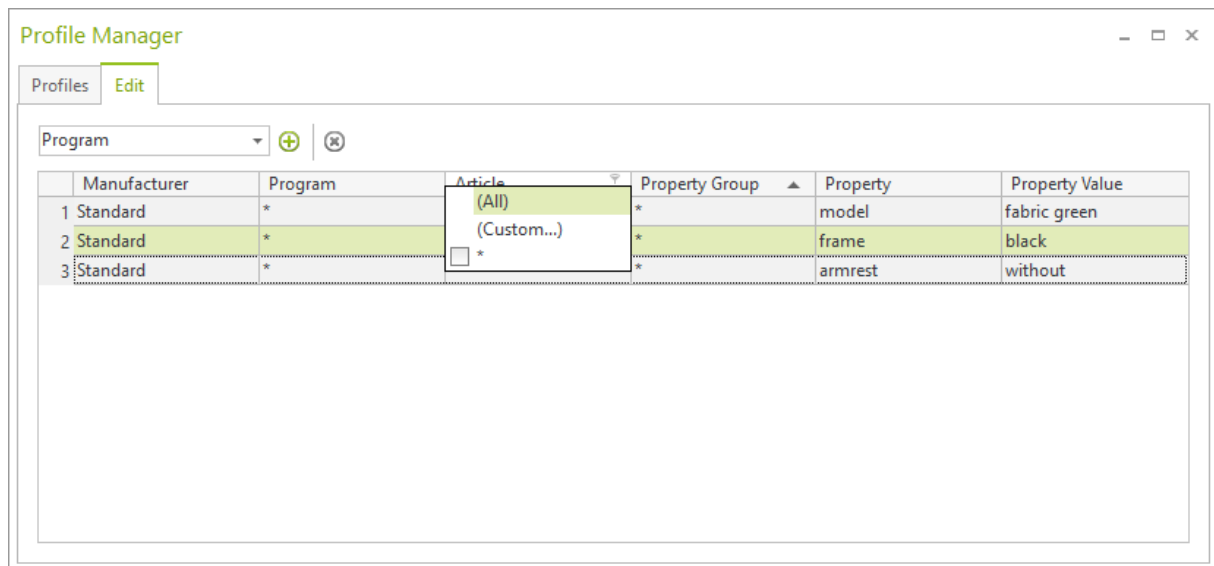 Profile Manager
Profiles Edit
Program
Manufacturer Program Article Property Group Property Property Value
1 Standard * * model fabric green
2 Standard * * frame black
3 Standard * * armrest without
(All)
(Custom...)
*